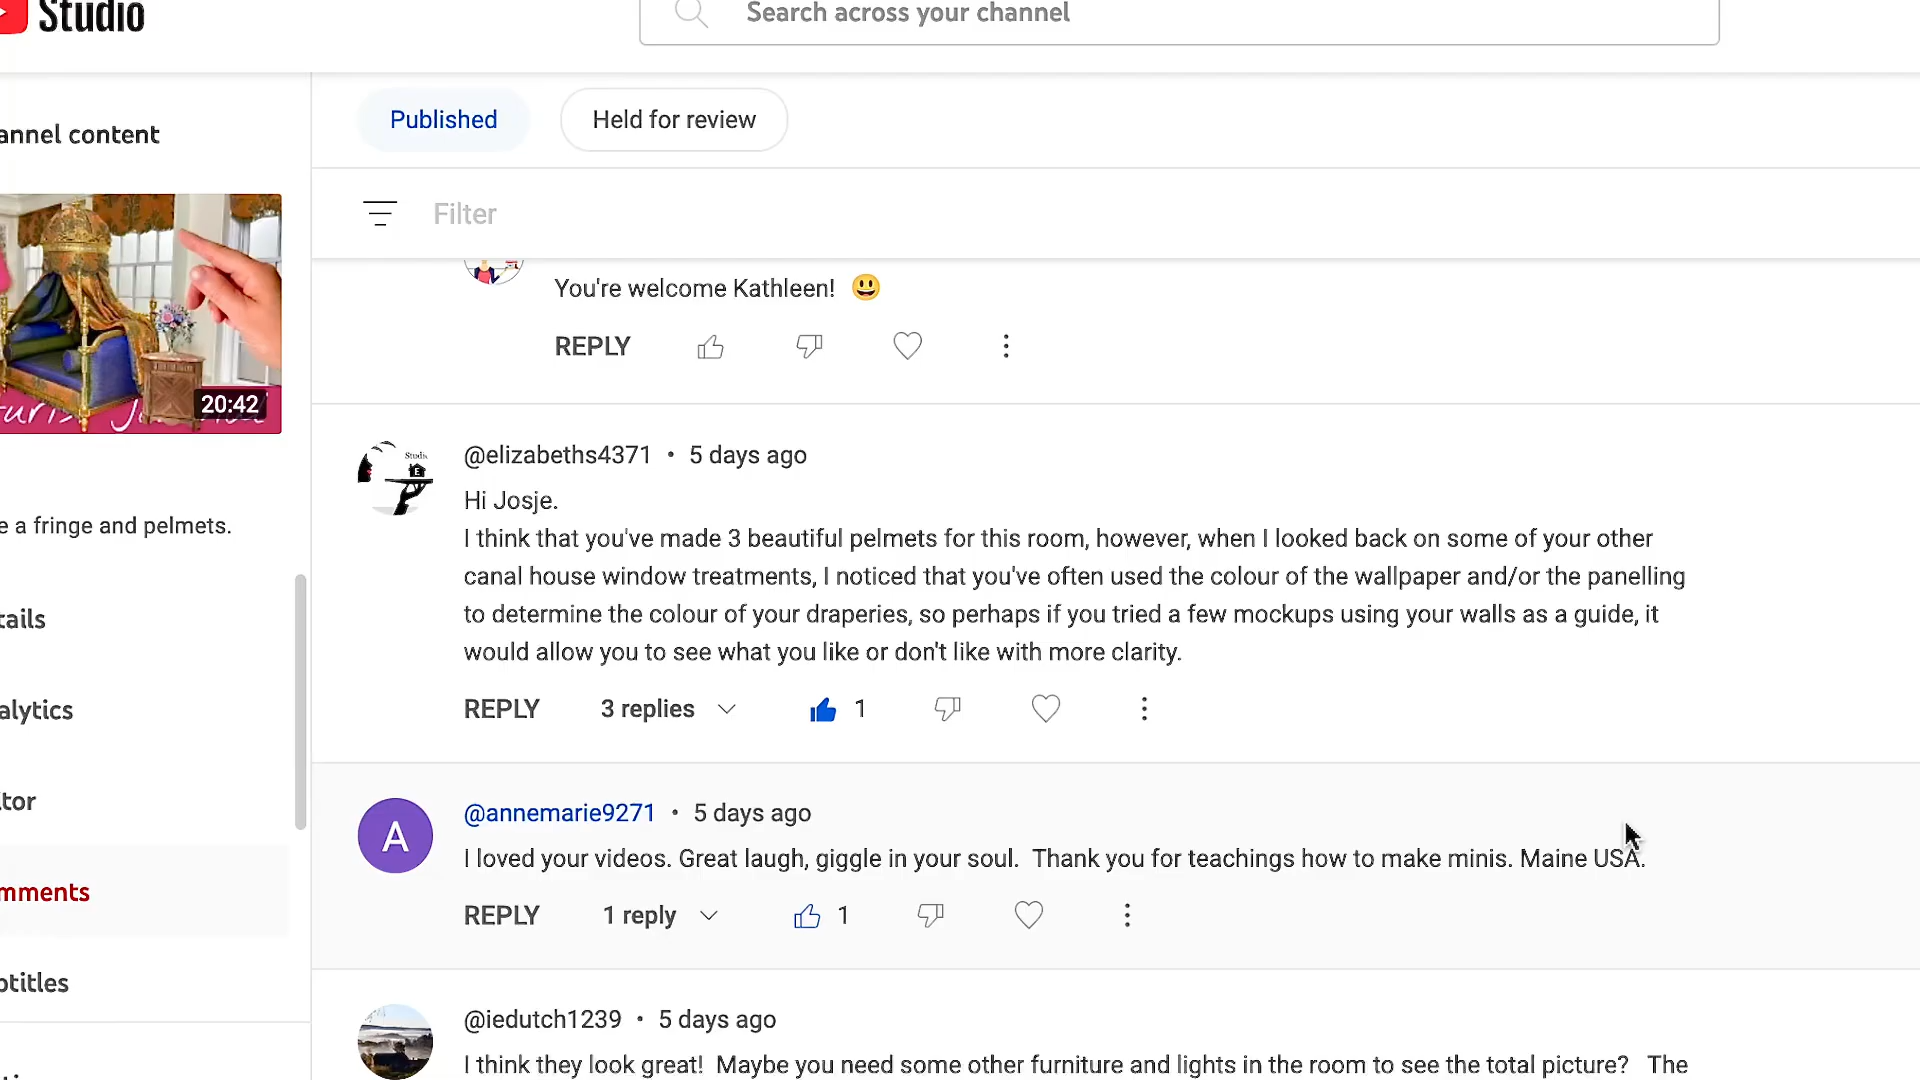 Studio
Search across your channel
Published
Held for review
annel content
Filter
You're welcome Kathleen! 😃
REPLY
20:42
@elizabeths4371 • 5 days ago
Hi Josje.
I think that you've made 3 beautiful pelmets for this room, however, when I looked back on some of your other
canal house window treatments, I noticed that you've often used the colour of the wallpaper and/or the panelling
to determine the colour of your draperies, so perhaps if you tried a few mockups using your walls as a guide, it
would allow you to see what you like or don't like with more clarity.
REPLY 3 replies 1
e a fringe and pelmets.
tails
alytics
tor
mments
btitles
@annemarie9271 • 5 days ago
A
I loved your videos. Great laugh, giggle in your soul. Thank you for teachings how to make minis. Maine USA.
REPLY 1 reply 1
@iedutch1239 • 5 days ago
I think they look great! Maybe you need some other furniture and lights in the room to see the total picture? The